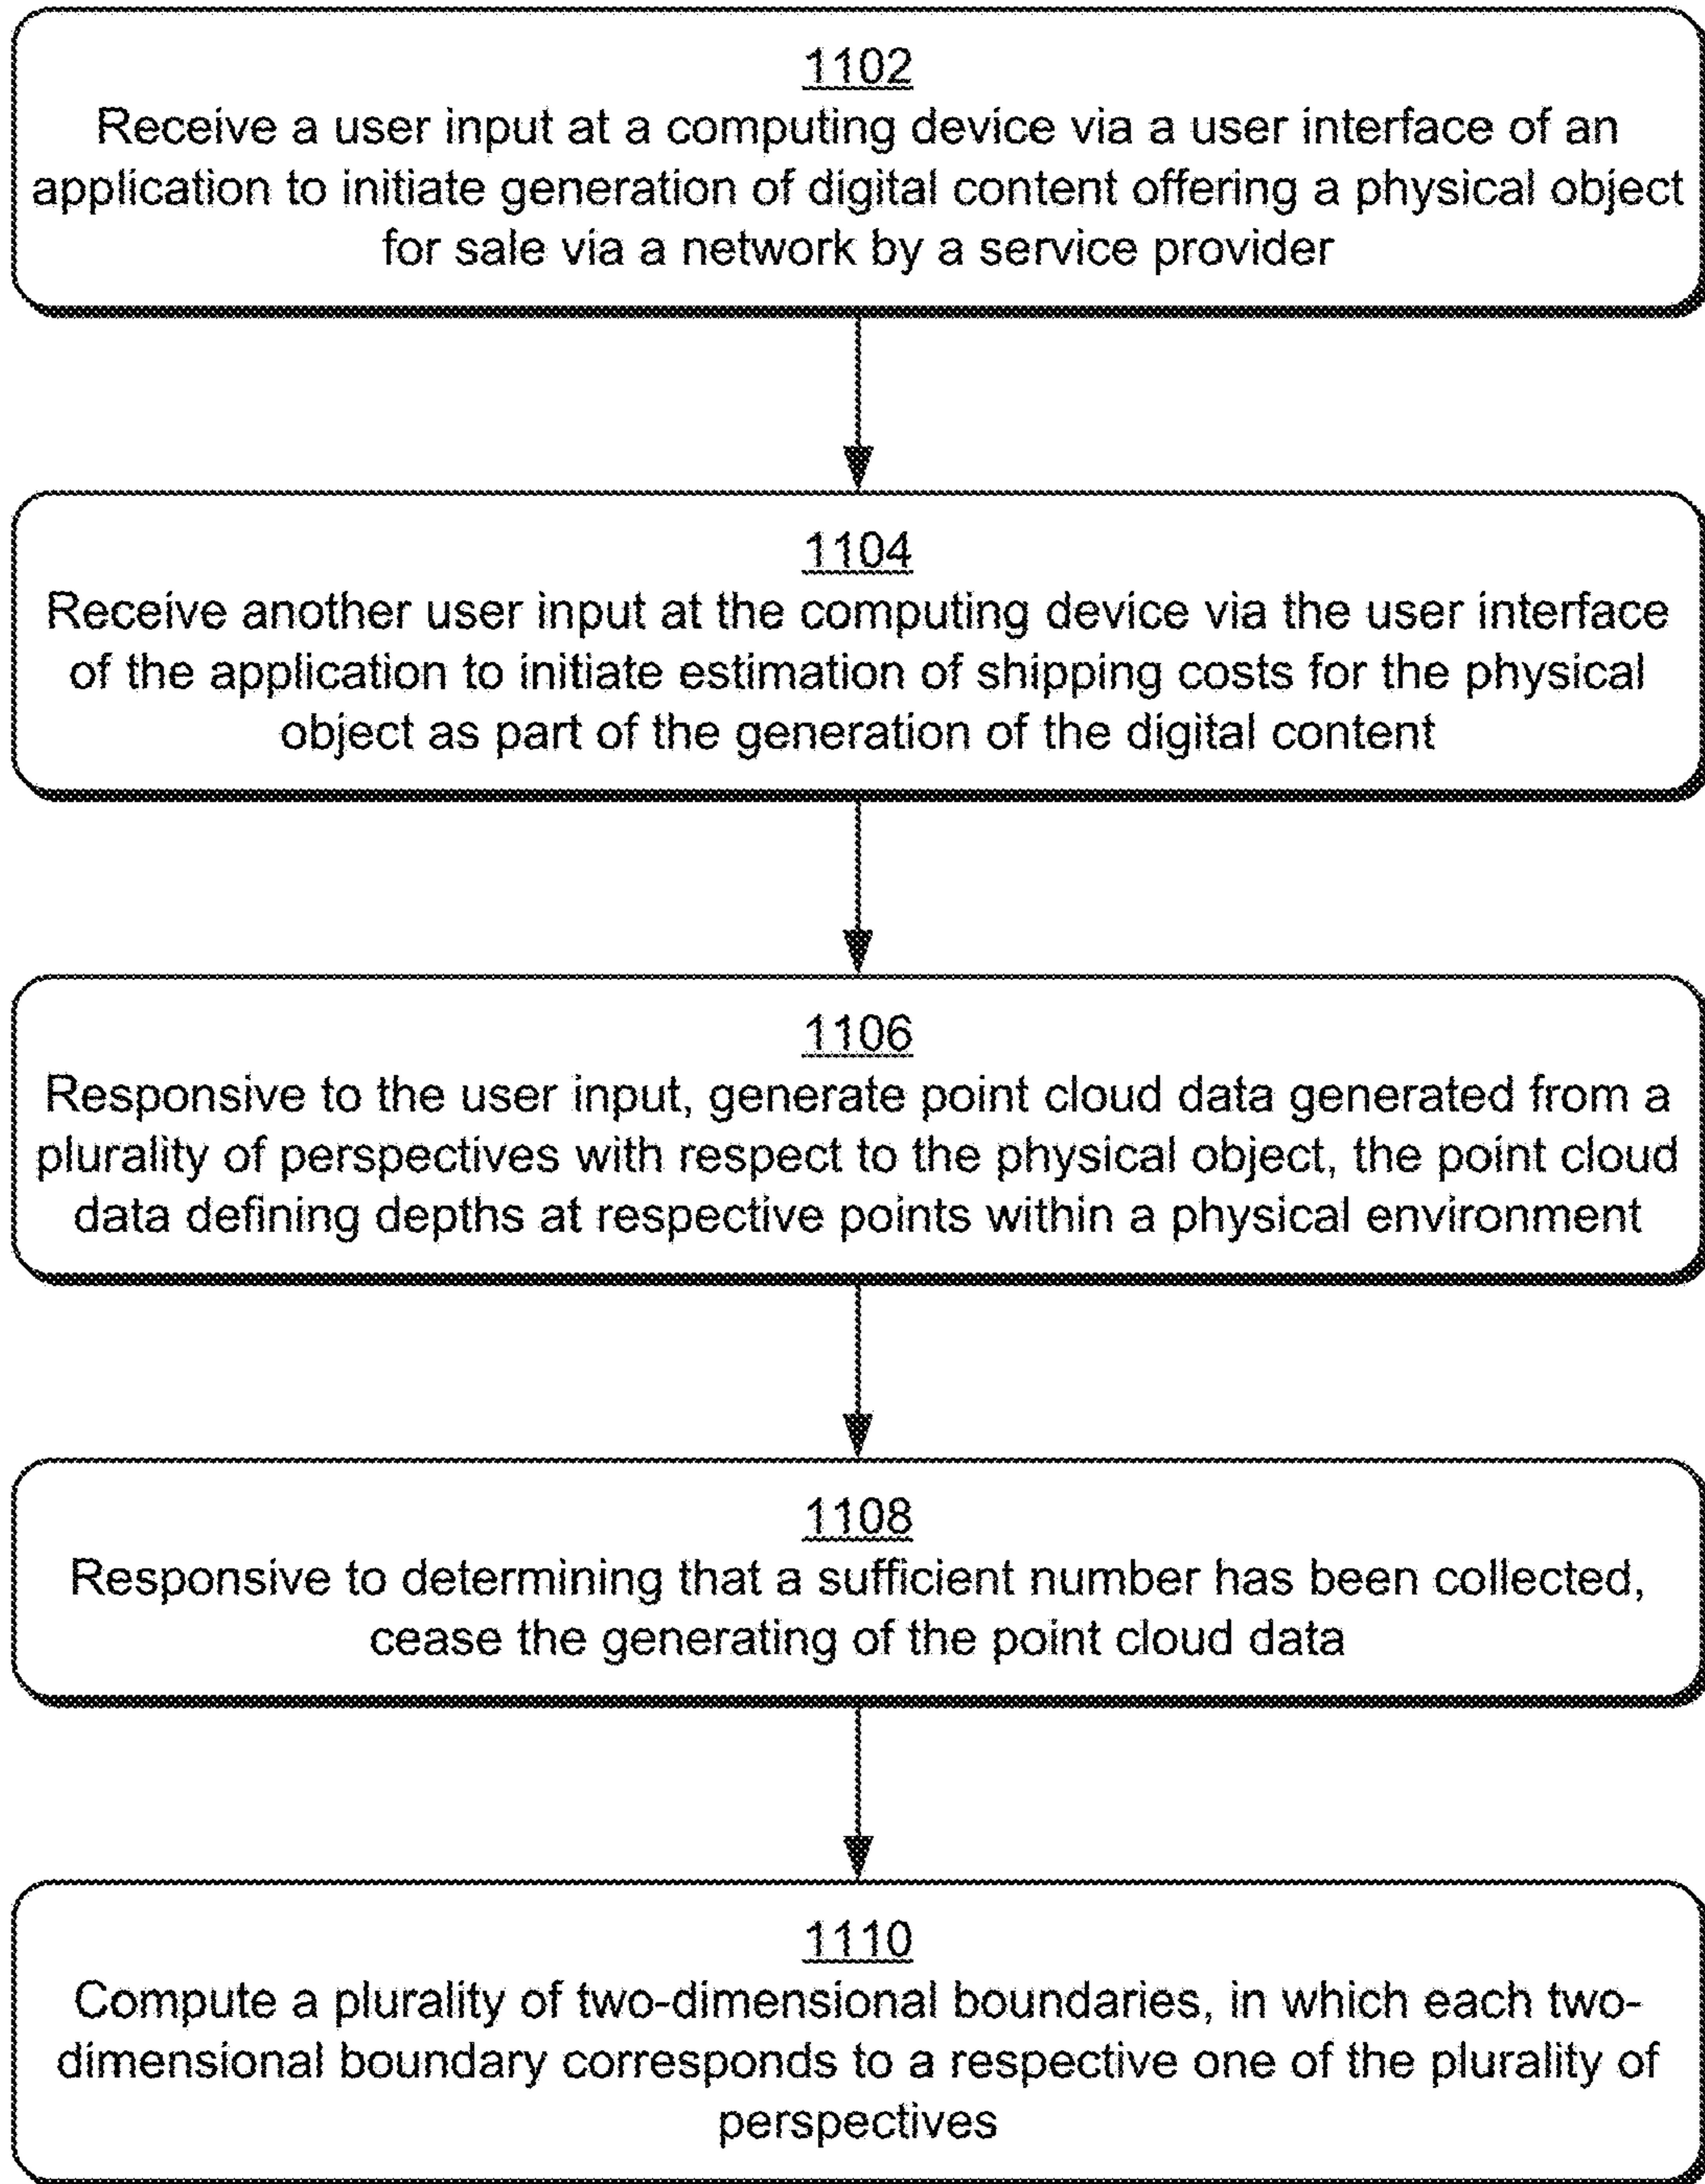 1102
Receive a user input at a computing device via a user interface of an
application to initiate generation of digital content offering a physical object
for sale via a network by a service provider
1104
Receive another user input at the computing device via the user interface
of the application to initiate estimation of shipping costs for the physical
object as part of the generation of the digital content
1106
Responsive to the user input, generate point cloud data generated from a
plurality of perspectives with respect to the physical object, the point cloud
data defining depths at respective points within a physical environment
1108
Responsive to determining that a sufficient number has been collected,
cease the generating of the point cloud data
1110
Compute a plurality of two-dimensional boundaries, in which each two-
dimensional boundary corresponds to a respective one of the plurality of
perspectives